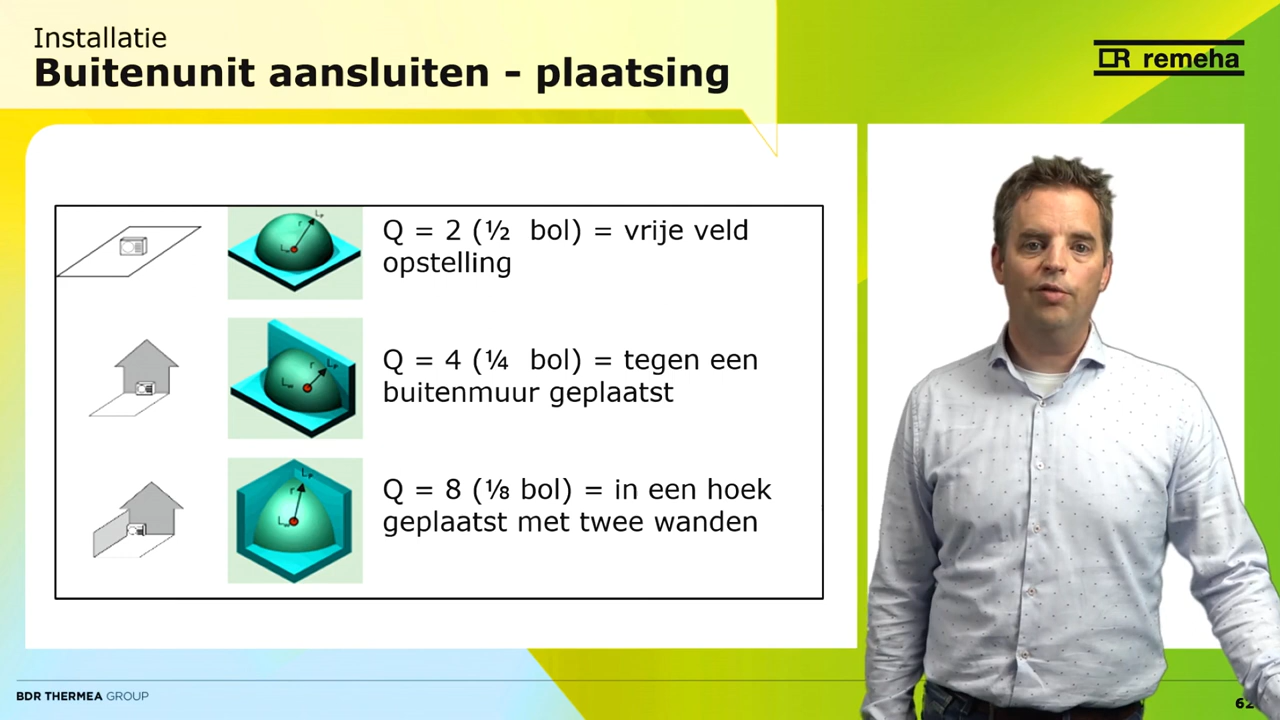 Installatie
Buitenunit aansluiten - plaatsing
remeha
Q = 2 (½ bol) = vrije veld
opstelling
Q = 4 (¼ bol) = tegen een
buitenmuur geplaatst
Q = 8 (⅛ bol) = in een hoek
geplaatst met twee wanden
BDR THERMEA GROUP
62